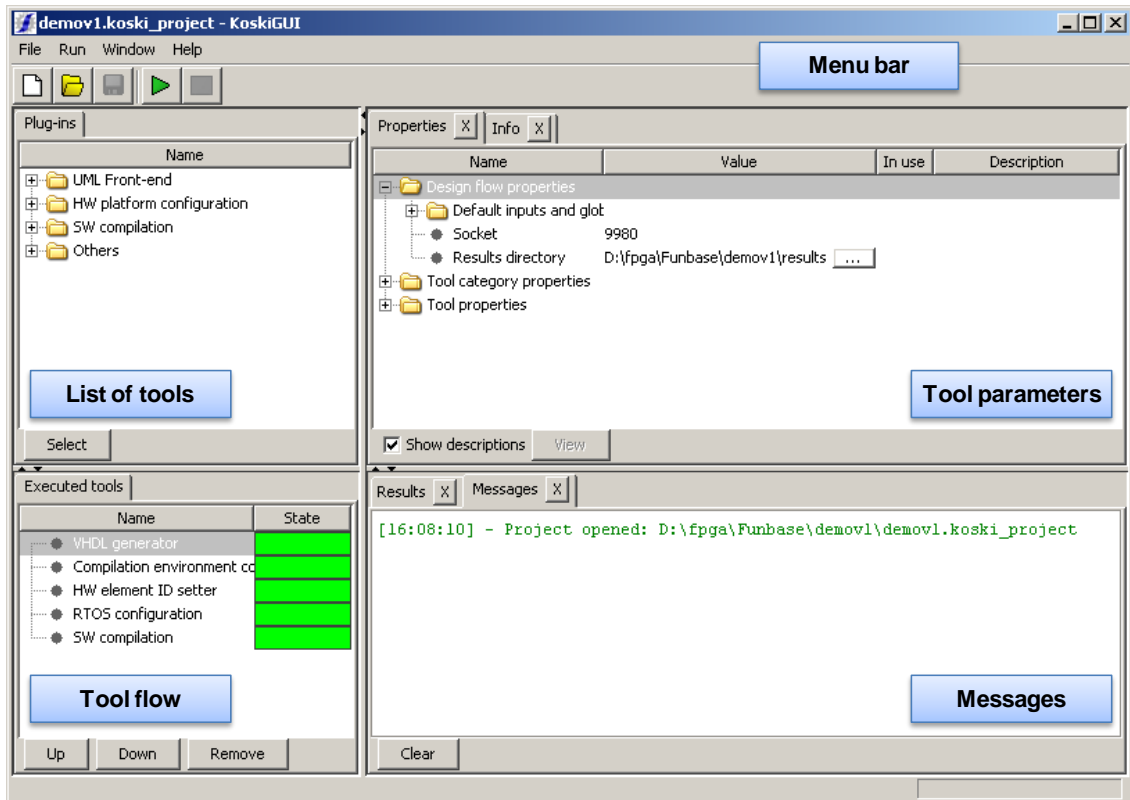 demov1.koski_project - KoskiGUI
File Run Window Help
Menu bar
Plug-ins
Name
UML Front-end
HW platform configuration
SW compilation
Others
List of tools
Select
Properties X Info X
Name Value In use Description
Design flow properties
Default inputs and glot
Socket 9980
Results directory D:\fpga\Funbase\demov1\results ...
Tool category properties
Tool properties
Tool parameters
Show descriptions View
Executed tools
Name State
VHDL generator
Compilation environment co
HW element ID setter
RTOS configuration
SW compilation
Tool flow
Up Down Remove
Results X Messages X
[16:08:10] - Project opened: D:\fpga\Funbase\demov1\demov1.koski_project
Messages
Clear